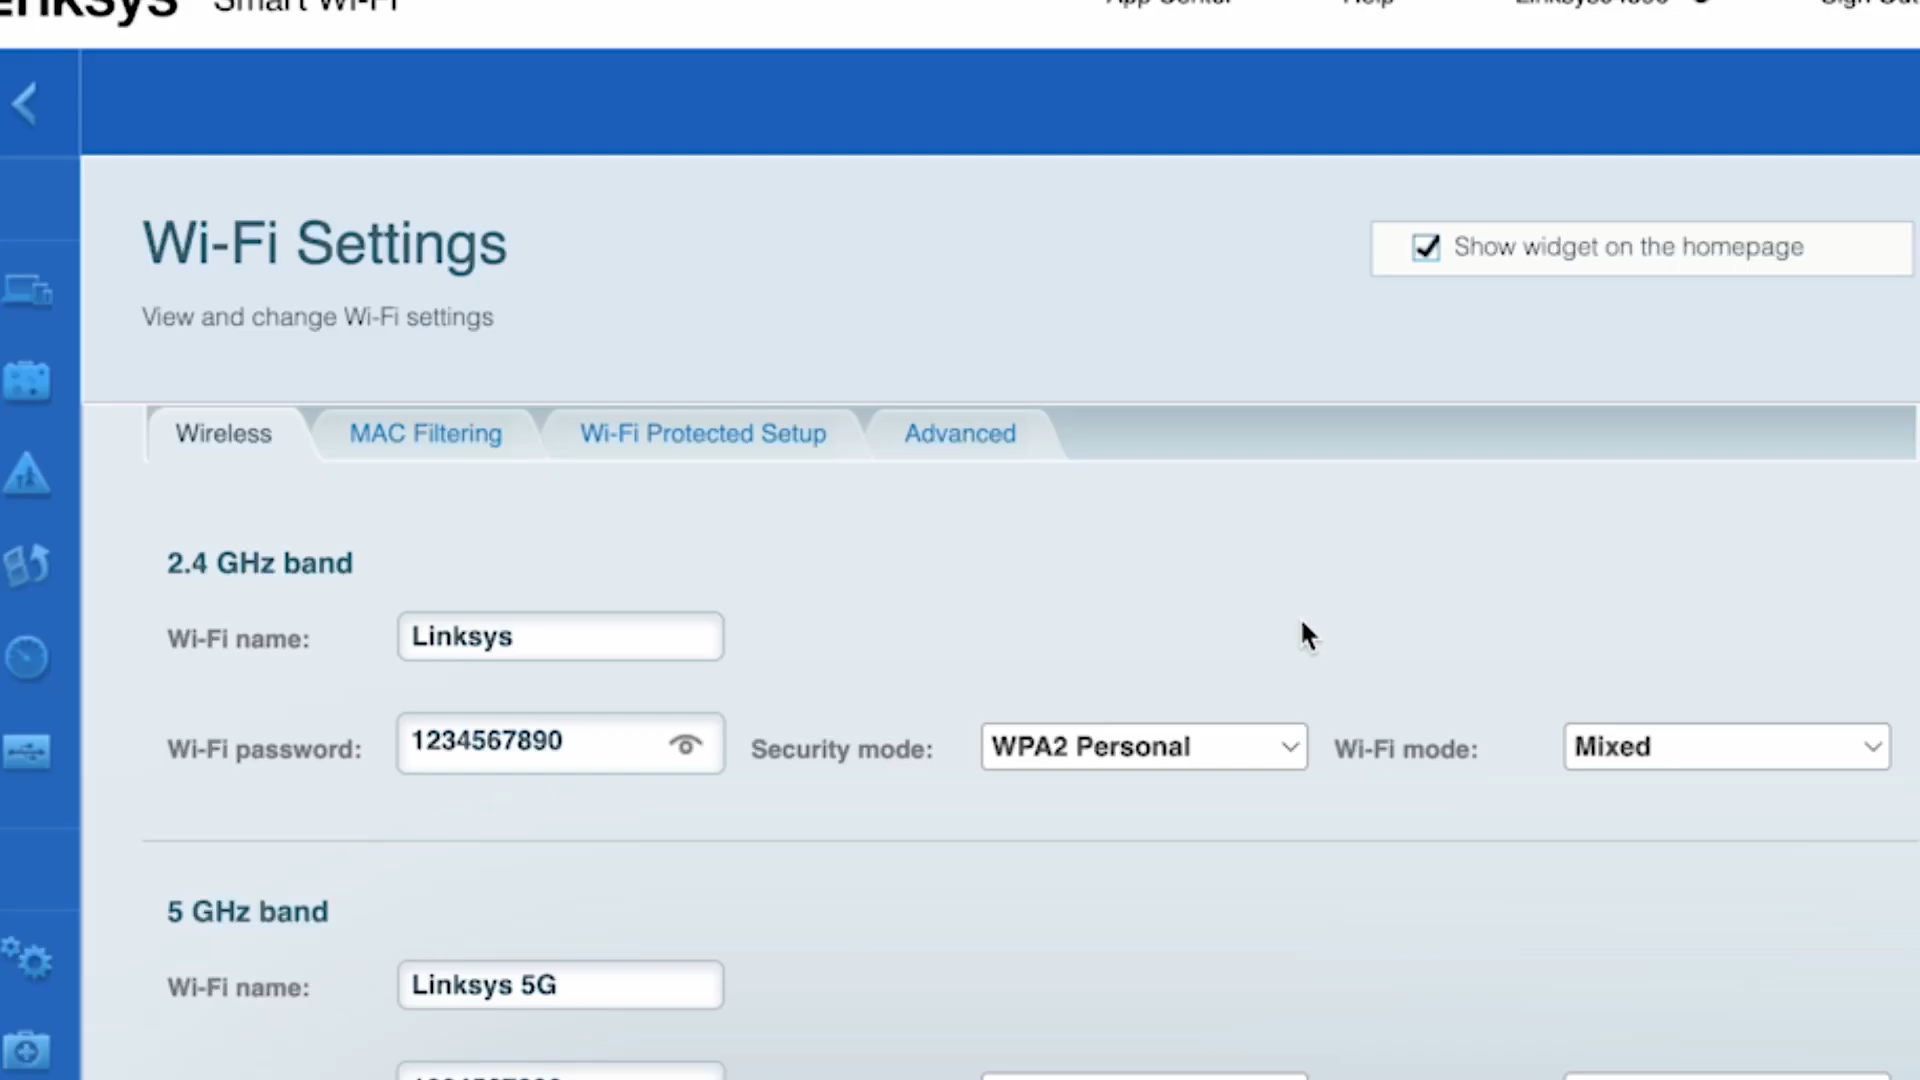 Linksys Smart Wi-Fi App Center Help Sign Out
Wi-Fi Settings
Show widget on the homepage
View and change Wi-Fi settings
Wireless MAC Filtering Wi-Fi Protected Setup Advanced
2.4 GHz band
Wi-Fi name: Linksys
Wi-Fi password: 1234567890 Security mode: WPA2 Personal Wi-Fi mode: Mixed
5 GHz band
Wi-Fi name: Linksys 5G